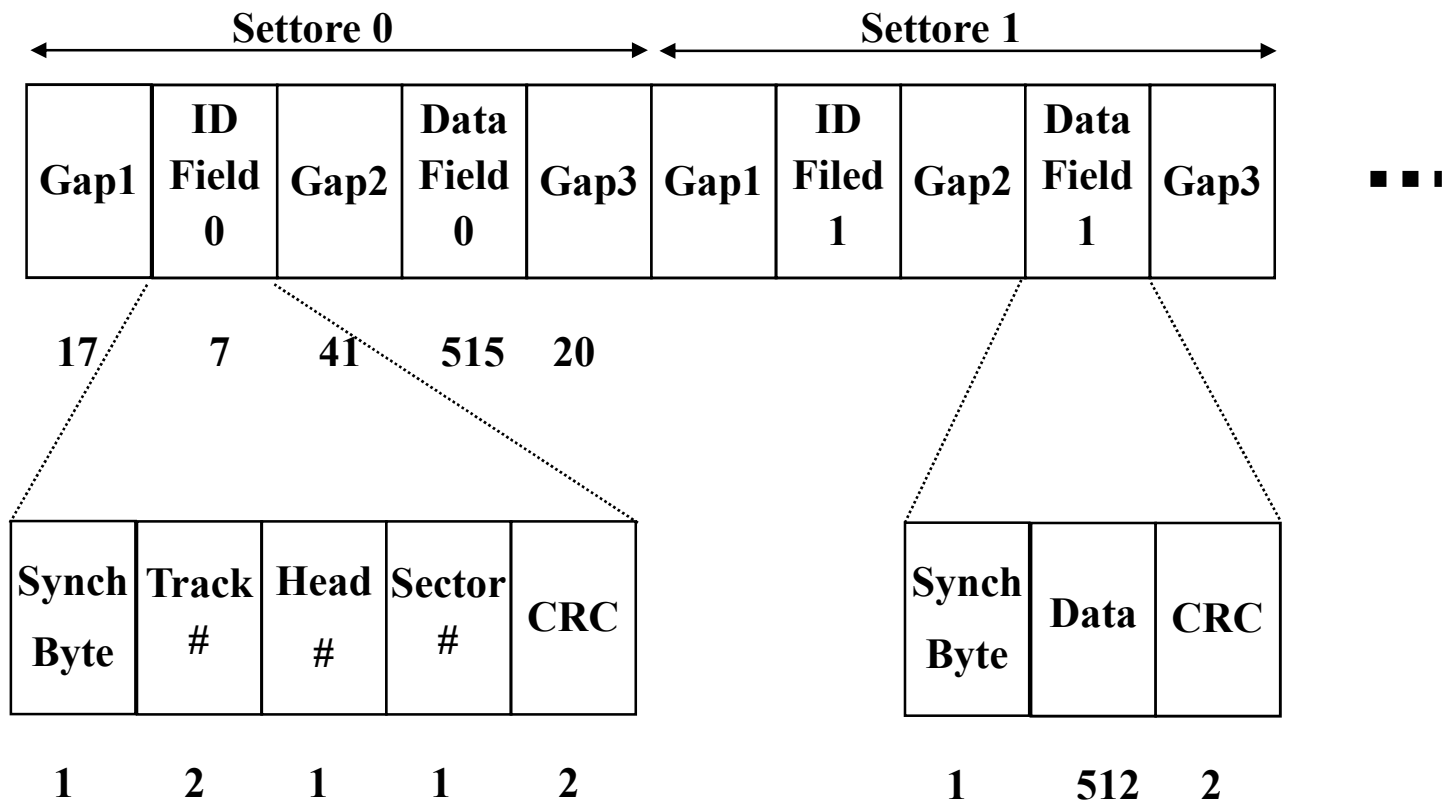 Settore 0 Settore 1
Gap1 ID Field 0 Gap2 Data Field 0 Gap3 Gap1 ID Filed 1 Gap2 Data Field 1 Gap3 ...
17 7 41 515 20
Synch Byte Track # Head # Sector # CRC Synch Byte Data CRC
1 2 1 1 2 1 512 2